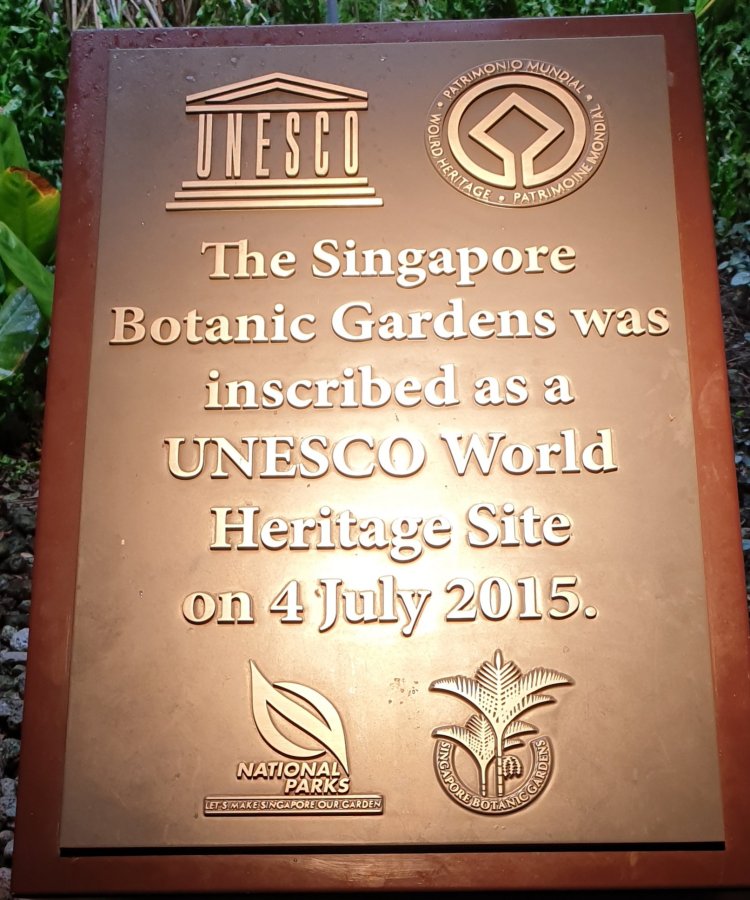 UNESCO
PATRIMONIO MUNDIAL • WOLRD HERITAGE • PATRIMOINE MONDIAL •
The Singapore
Botanic Gardens was
inscribed as a
UNESCO World
Heritage Site
on 4 July 2015.
NATIONAL
PARKS
LET'S MAKE SINGAPORE OUR GARDEN
SINGAPORE BOTANIC GARDENS